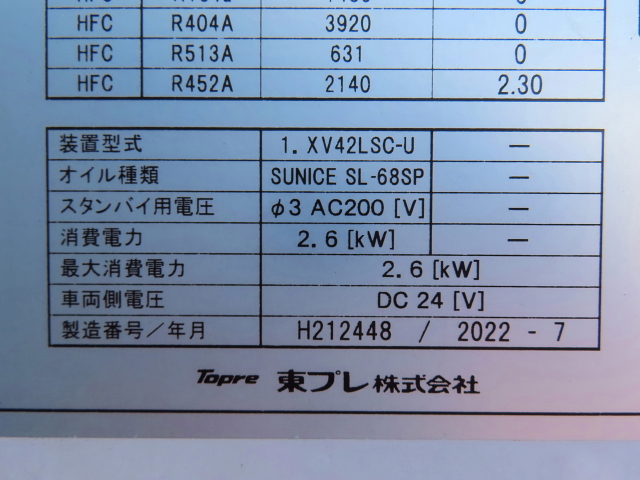 HFC R404A 3920 0
HFC R513A 631 0
HFC R452A 2140 2.30
装置型式 1. XV42LSC-U —
オイル種類 SUNICE SL-68SP —
スタンバイ用電圧 φ3 AC200 [V] —
消費電力 2.6 [kW] —
最大消費電力 2.6 [kW]
車両側電圧 DC 24 [V]
製造番号/年月 H212448 / 2022 - 7
Topre 東プレ株式会社